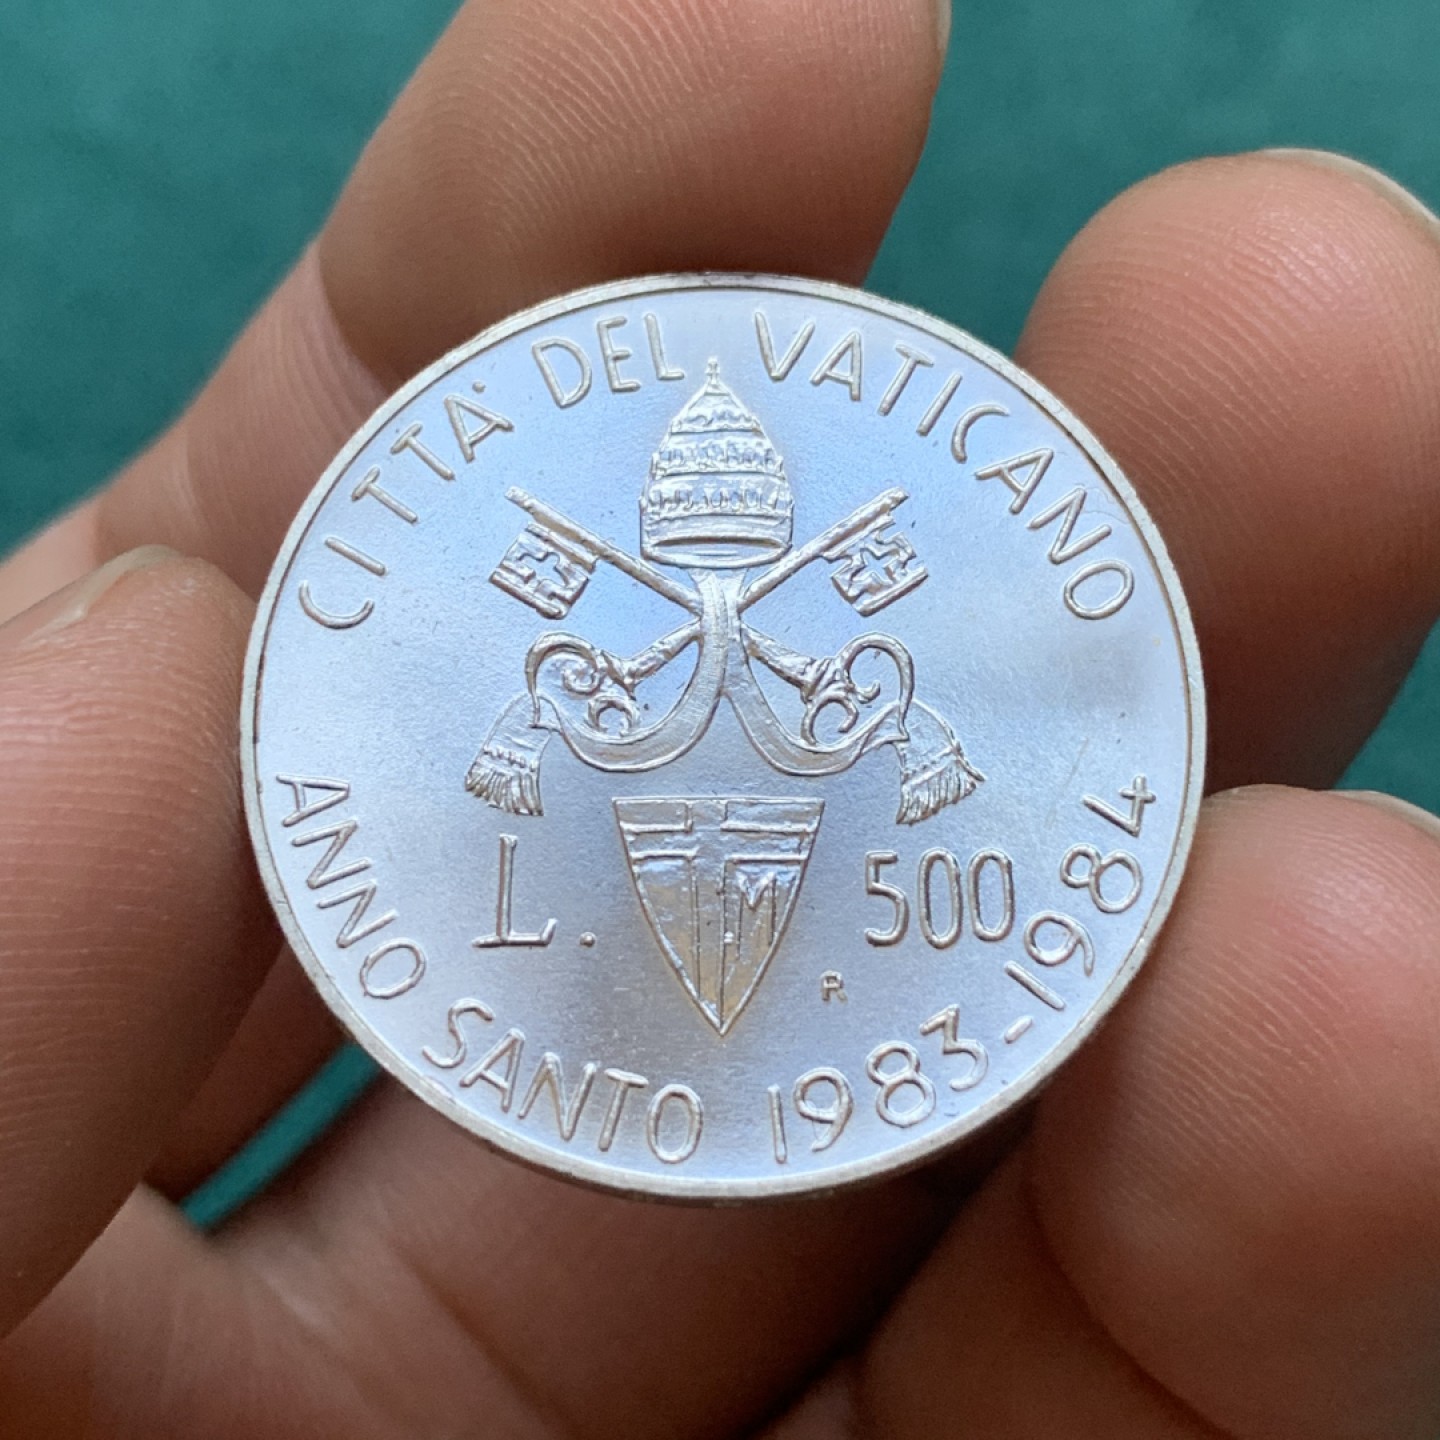 CITTA' DEL VATICANO
L. 500
M
R
ANNO SANTO 1983-1984